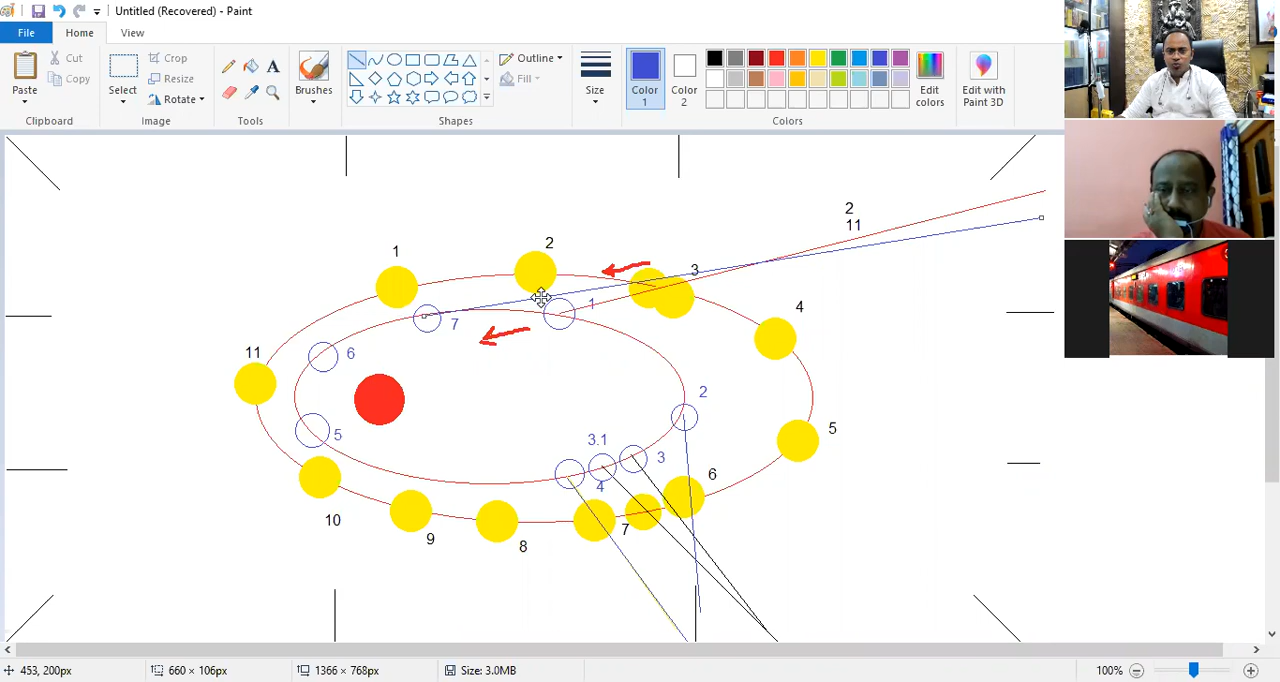 Untitled (Recovered) - Paint
File
Home
View
Paste
Cut
Copy
Clipboard
Select
Crop
Resize
Rotate
Image
A
Tools
Brushes
Shapes
Outline
Fill
Size
Color
1
Color
2
Colors
Edit
colors
Edit with
Paint 3D
2
11
2
1
3
1
4
7
6
11
2
5
5
3.1
3
4
6
7
10
9
8
453, 200px
660 × 106px
1366 × 768px
Size: 3.0MB
100%